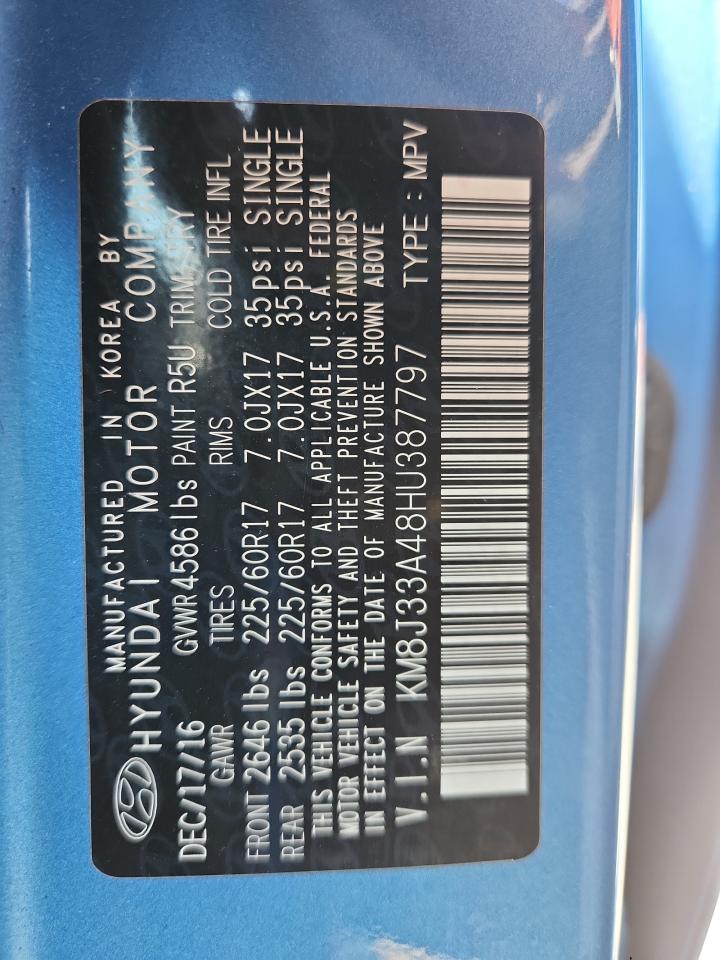 MANUFACTURED IN KOREA BY
HYUNDAI MOTOR COMPANY
DEC/17/16 GVWR 4586 lbs PAINT R5U TRIM TRY
GAWR TIRES RIMS COLD TIRE INFL
FRONT 2646 lbs 225/60R17 7.0JX17 35psi SINGLE
REAR 2535 lbs 225/60R17 7.0JX17 35psi SINGLE
THIS VEHICLE CONFORMS TO ALL APPLICABLE U.S.A. FEDERAL
MOTOR VEHICLE SAFETY AND THEFT PREVENTION STANDARDS
IN EFFECT ON THE DATE OF MANUFACTURE SHOWN ABOVE
V.I.N KM8J33A48HU387797 TYPE : MPV